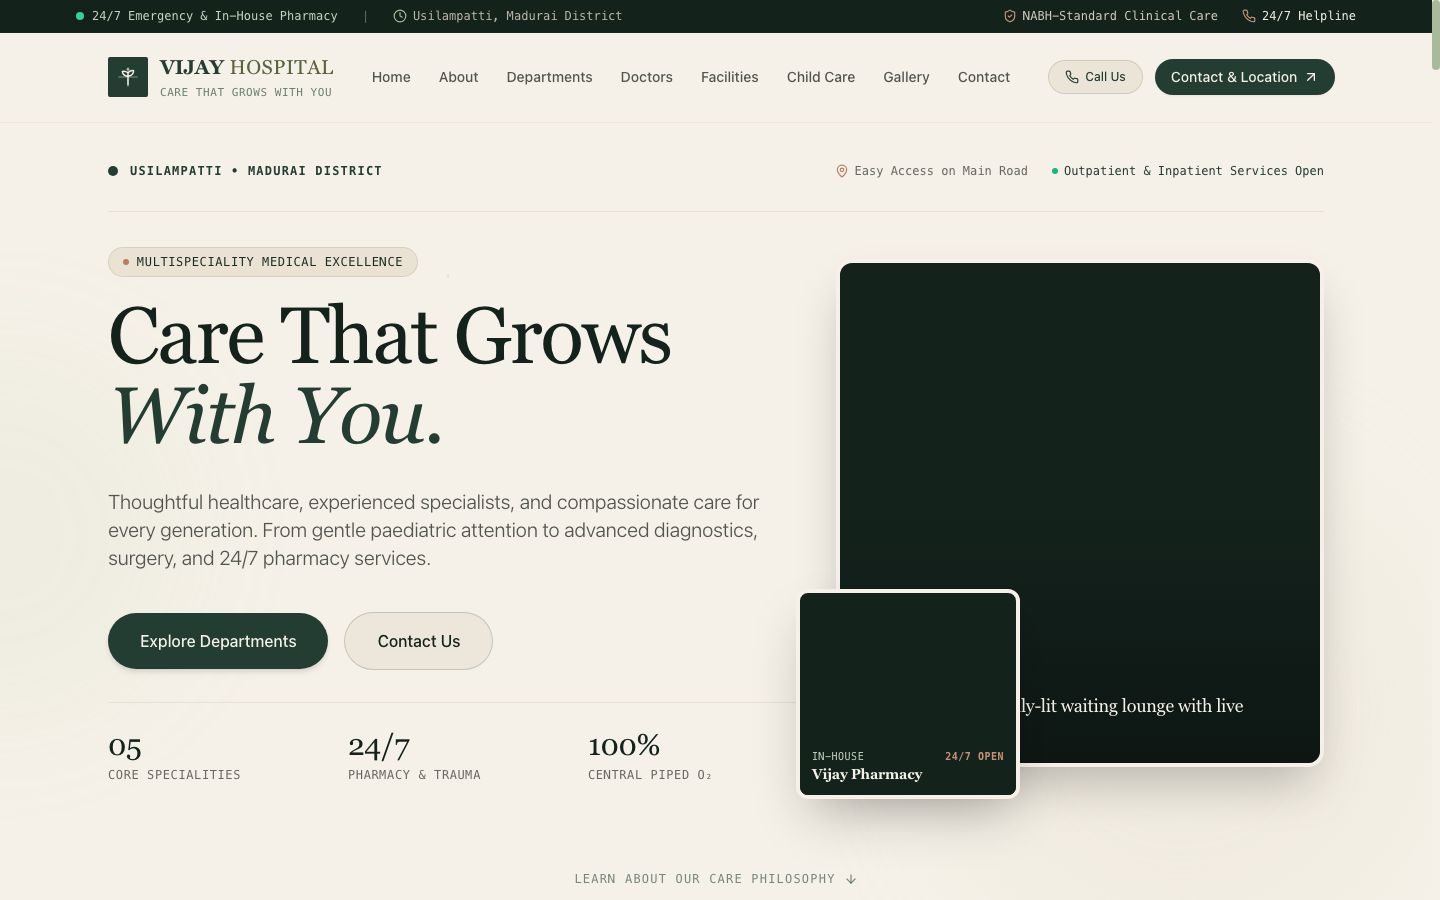 24/7 Emergency & In-House Pharmacy | Usilampatti, Madurai District
NABH-Standard Clinical Care 24/7 Helpline
VIJAY HOSPITAL
CARE THAT GROWS WITH YOU
Home About Departments Doctors Facilities Child Care Gallery Contact
Call Us
Contact & Location
USILAMPATTI • MADURAI DISTRICT
Easy Access on Main Road
Outpatient & Inpatient Services Open
MULTISPECIALITY MEDICAL EXCELLENCE
Care That Grows
With You.
Thoughtful healthcare, experienced specialists, and compassionate care for
every generation. From gentle paediatric attention to advanced diagnostics,
surgery, and 24/7 pharmacy services.
Explore Departments
Contact Us
05
CORE SPECIALITIES
24/7
PHARMACY & TRAUMA
100%
CENTRAL PIPED O₂
waiting lounge with live
IN-HOUSE 24/7 OPEN
Vijay Pharmacy
LEARN ABOUT OUR CARE PHILOSOPHY ↓